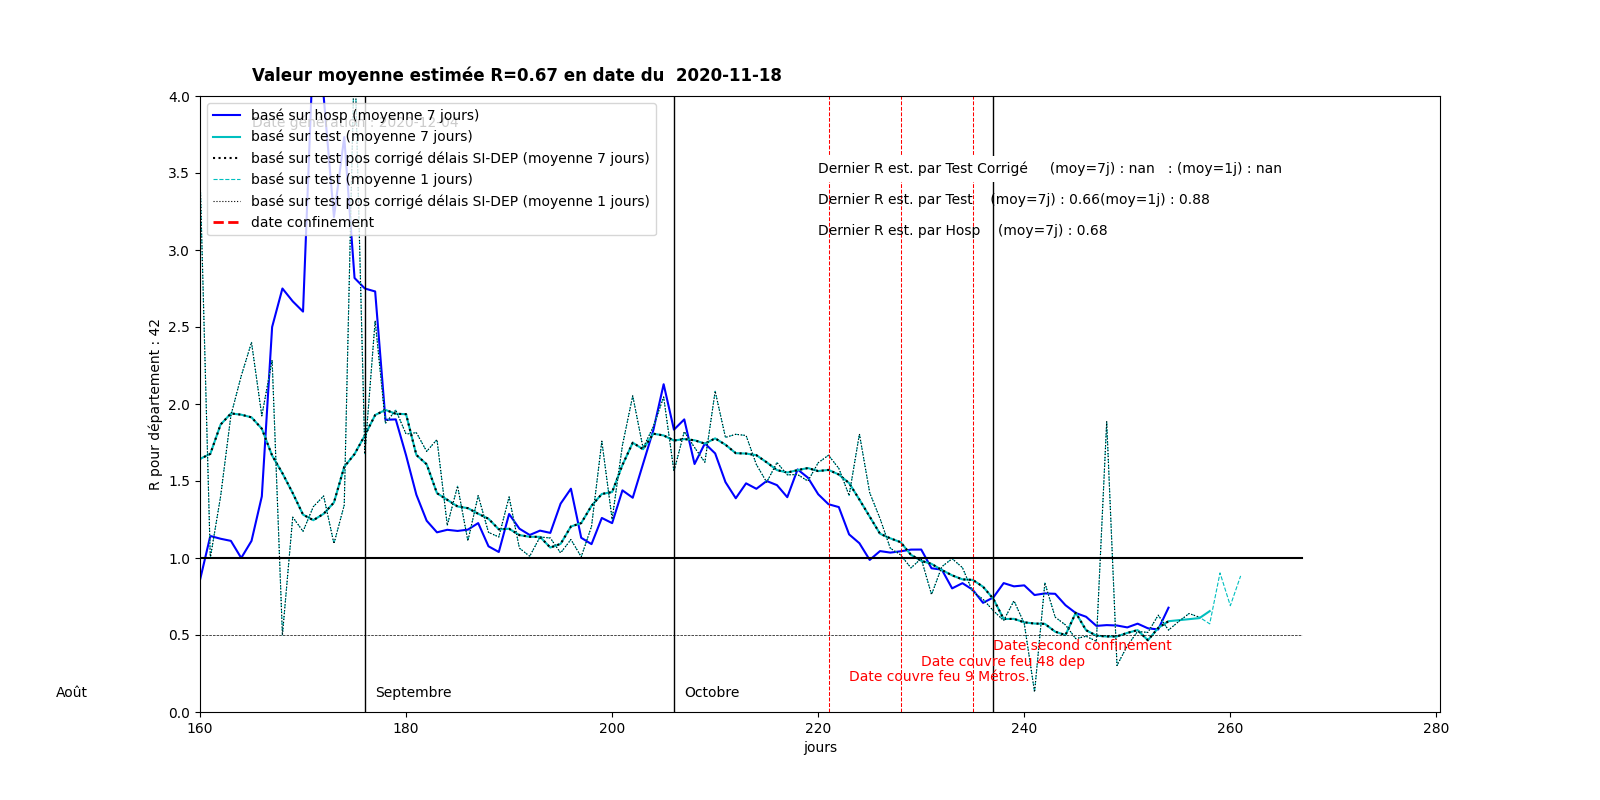 Valeur moyenne estimée R=0.67 en date du  2020-11-18
4.0
3.5
3.0
2.5
2.0
1.5
1.0
0.5
0.0
R pour département : 42
basé sur hosp (moyenne 7 jours)
Date génération : 2020-12-04
basé sur test (moyenne 7 jours)
basé sur test pos corrigé délais SI-DEP (moyenne 7 jours)
basé sur test (moyenne 1 jours)
basé sur test pos corrigé délais SI-DEP (moyenne 1 jours)
date confinement
Dernier R est. par Test Corrigé     (moy=7j) : nan   : (moy=1j) : nan
Dernier R est. par Test    (moy=7j) : 0.66(moy=1j) : 0.88
Dernier R est. par Hosp    (moy=7j) : 0.68
Date second confinement
Date couvre feu 48 dep
Date couvre feu 9 Métros.
Août
Septembre
Octobre
160
180
200
220
240
260
280
jours